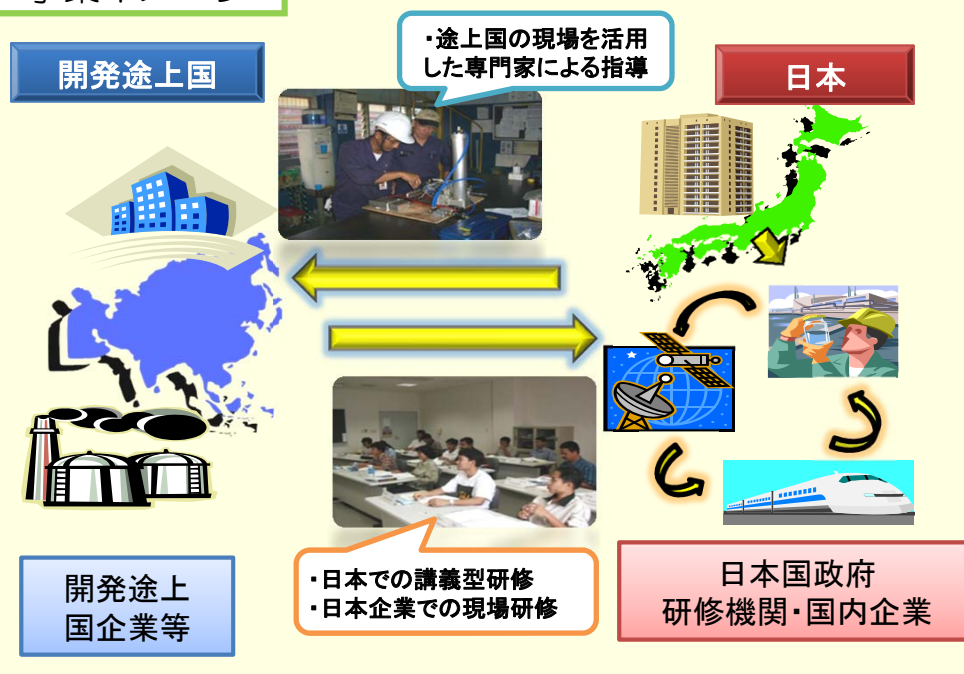 開発途上国
・途上国の現場を活用
した専門家による指導
日本
・日本での講義型研修
・日本企業での現場研修
開発途上
国企業等
日本国政府
研修機関・国内企業